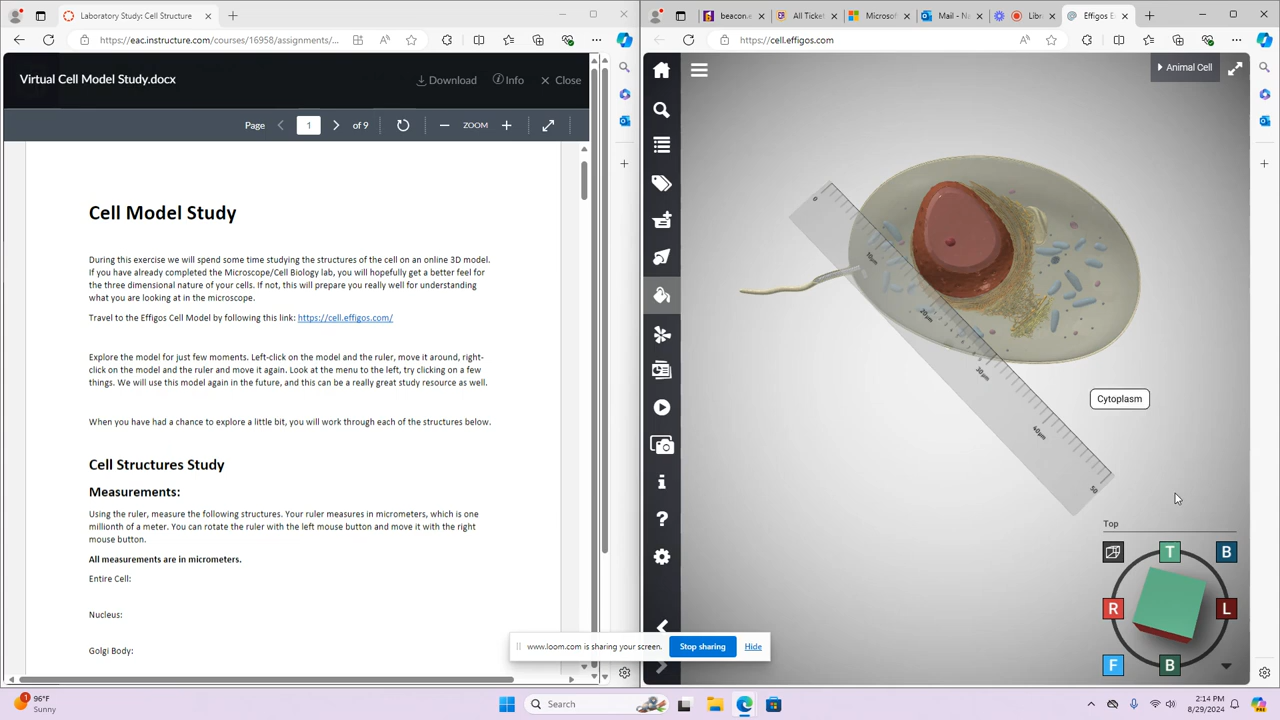 Laboratory Study: Cell Structure
https://eac.instructure.com/courses/16958/assignments/...
Virtual Cell Model Study.docx
Download
Info
Close
Page
1
of 9
ZOOM
Cell Model Study
During this exercise we will spend some time studying the structures of the cell on an online 3D model.
If you have already completed the Microscope/Cell Biology lab, you will hopefully get a better feel for
the three dimensional nature of your cells. If not, this will prepare you really well for understanding
what you are looking at in the microscope.
Travel to the Effigos Cell Model by following this link: https://cell.effigos.com/
Explore the model for just few moments. Left-click on the model and the ruler, move it around, right-
click on the model and the ruler and move it again. Look at the menu to the left, try clicking on a few
things. We will use this model again in the future, and this can be a really great study resource as well.
When you have had a chance to explore a little bit, you will work through each of the structures below.
Cell Structures Study
Measurements:
Using the ruler, measure the following structures. Your ruler measures in micrometers, which is one
millionth of a meter. You can rotate the ruler with the left mouse button and move it with the right
mouse button.
All measurements are in micrometers.
Entire Cell:
Nucleus:
Golgi Body:
beacon.e
All Ticket
Microsof
Mail - Na
Libra
Effigos Ex
https://cell.effigos.com
Animal Cell
0
10µm
20µm
30µm
40µm
50
Cytoplasm
Top
T
B
R
L
F
B
www.loom.com is sharing your screen.
Stop sharing
Hide
96°F
Sunny
Search
2:14 PM
8/29/2024